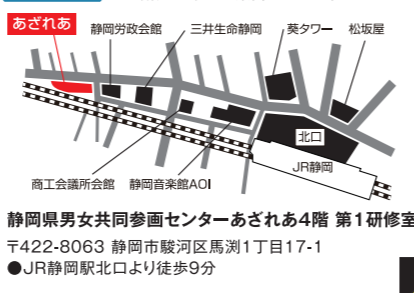 あざれあ
静岡労政会館
三井生命静岡
葵タワー
松坂屋
北口
JR静岡
商工会議所会館
静岡音楽館AOI
静岡県男女共同参画センターあざれあ4階 第1研修室
〒422-8063 静岡市駿河区馬渕1丁目17-1
●JR静岡駅北口より徒歩9分